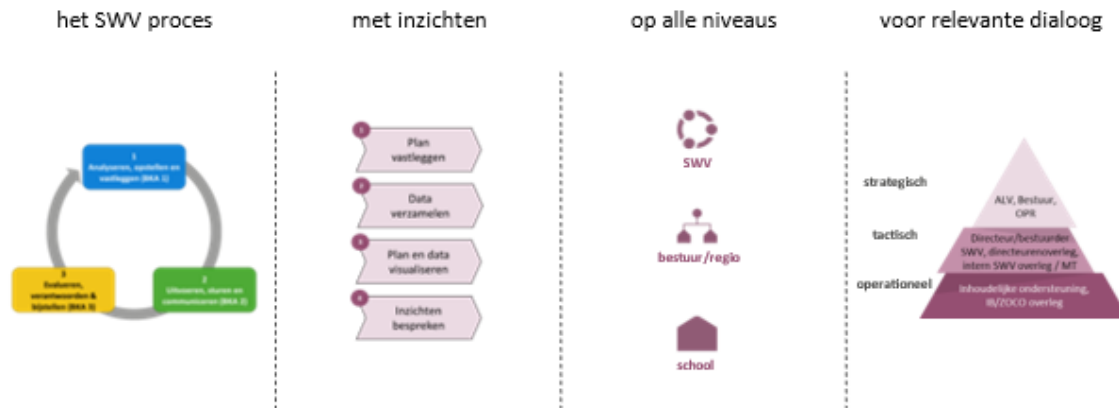 het SWV proces
met inzichten
op alle niveaus
voor relevante dialoog
1
Analyseren, opstellen en
vastleggen (BKA 1)
3
Evalueren,
verantwoorden &
bijstellen (BKA 3)
2
Uitvoeren, sturen en
communiceren (BKA 2)
1
Plan
vastleggen
2
Data
verzamelen
3
Plan en data
visualiseren
4
Inzichten
bespreken
SWV
bestuur/regio
school
strategisch
ALV, Bestuur,
OPR
tactisch
Directeur/bestuurder
SWV, directeurenoverleg,
intern SWV overleg / MT
operationeel
Inhoudelijke ondersteuning,
IB/ZOCO overleg